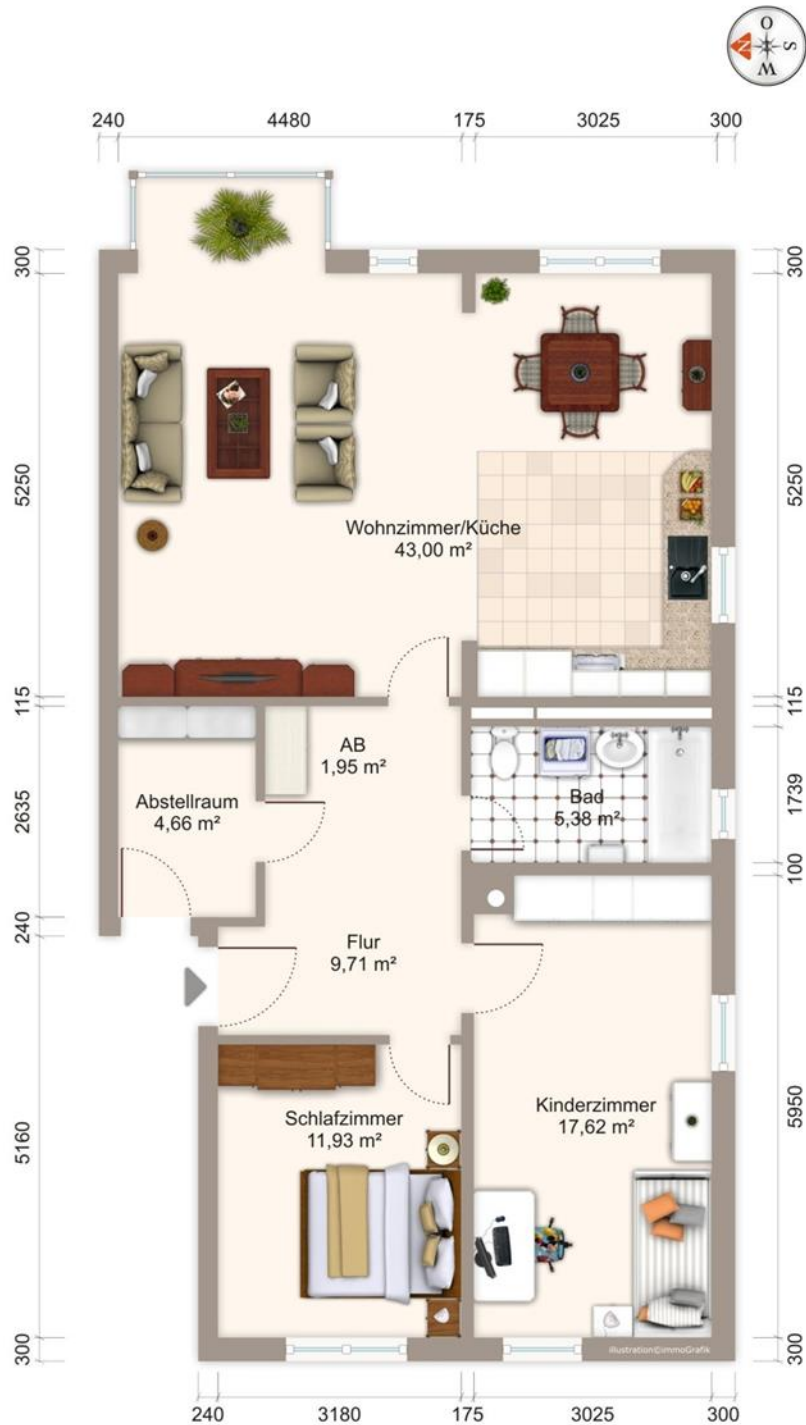 O
N S
W
240 4480 175 3025 300
300 300
5250 5250
Wohnzimmer/Küche
43,00 m²
115 115
AB
1,95 m²
Abstellraum
4,66 m²
Bad
5,38 m²
2635 1739
100
240
Flur
9,71 m²
Schlafzimmer
11,93 m²
Kinderzimmer
17,62 m²
5160 5950
300 300
illustration©immoGrafik
240 3180 175 3025 300